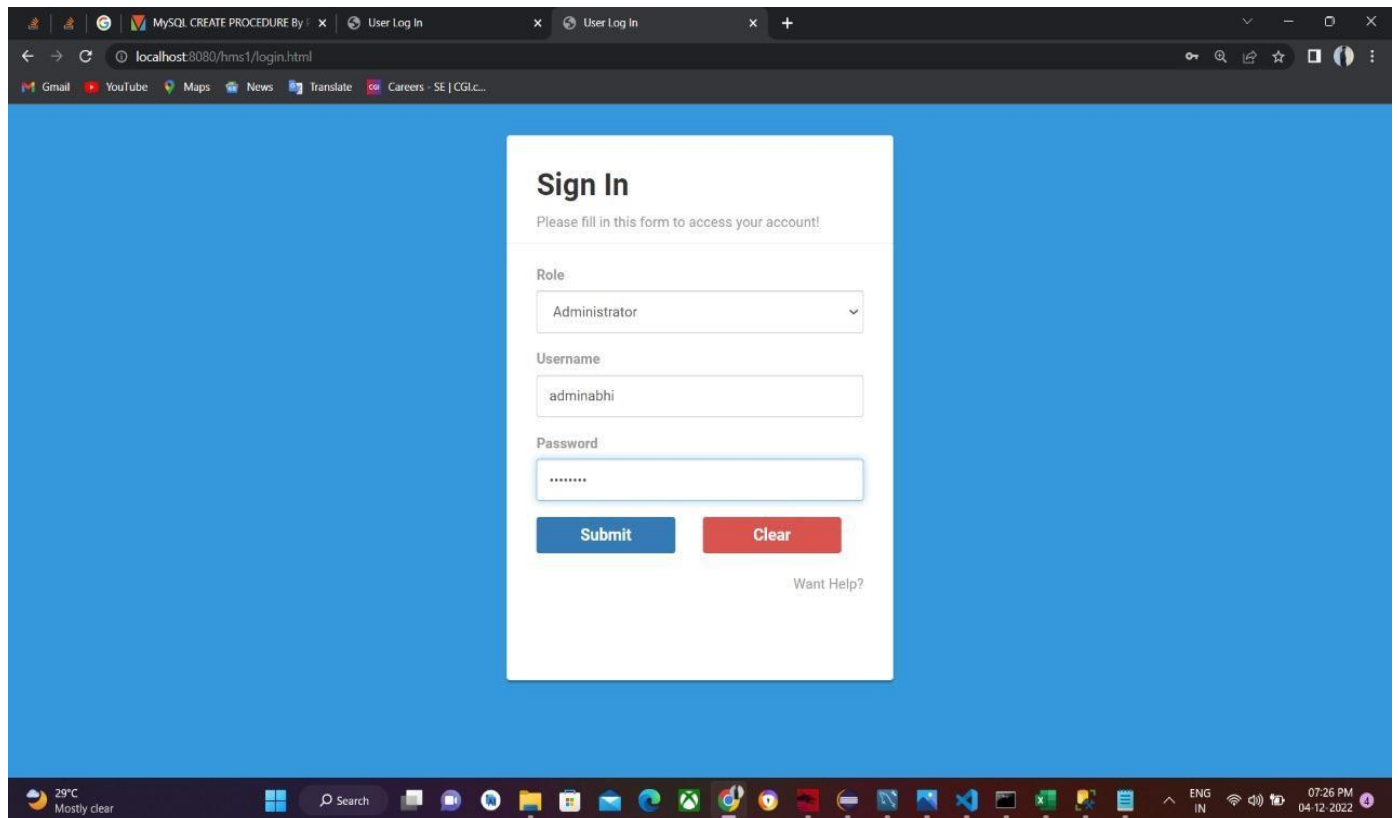 MySQL CREATE PROCEDURE By
User Log In
User Log In
localhost:8080/hms1/login.html
Gmail YouTube Maps News Translate Careers - SE | CGI.c...
Sign In
Please fill in this form to access your account!
Role
Administrator
Username
adminabhi
Password
••••••••
Submit Clear
Want Help?
29°C
Mostly clear
Search
ENG
IN
07:26 PM
04-12-2022
4